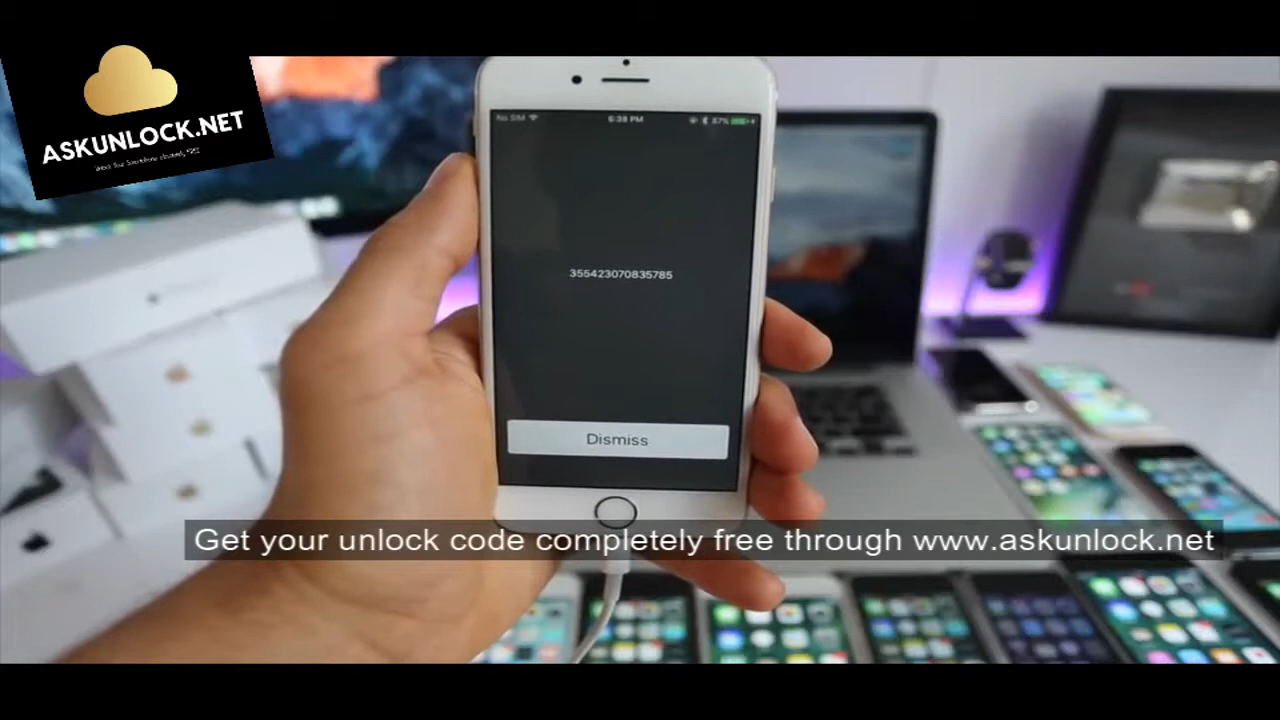 ASKUNLOCK.NET
No SIM 6:38 PM 87%
355423070835785
Dismiss
Get your unlock code completely free through www.askunlock.net